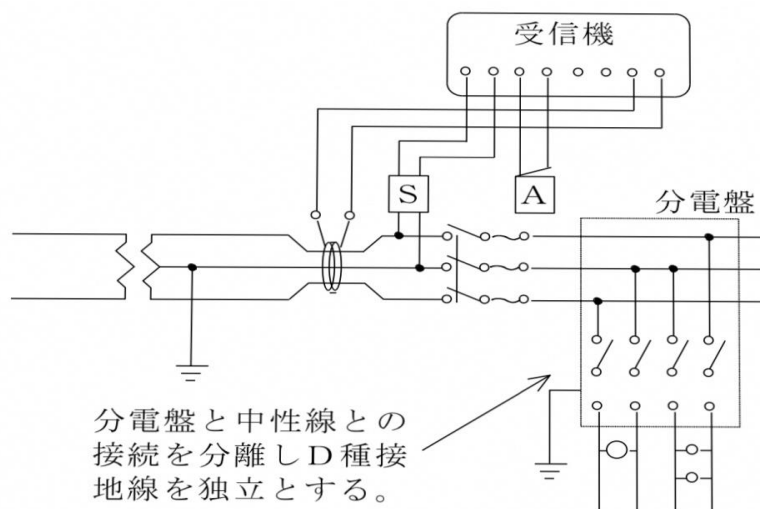 受信機
S
A
分電盤
分電盤と中性線との
接続を分離しD種接
地線を独立とする。